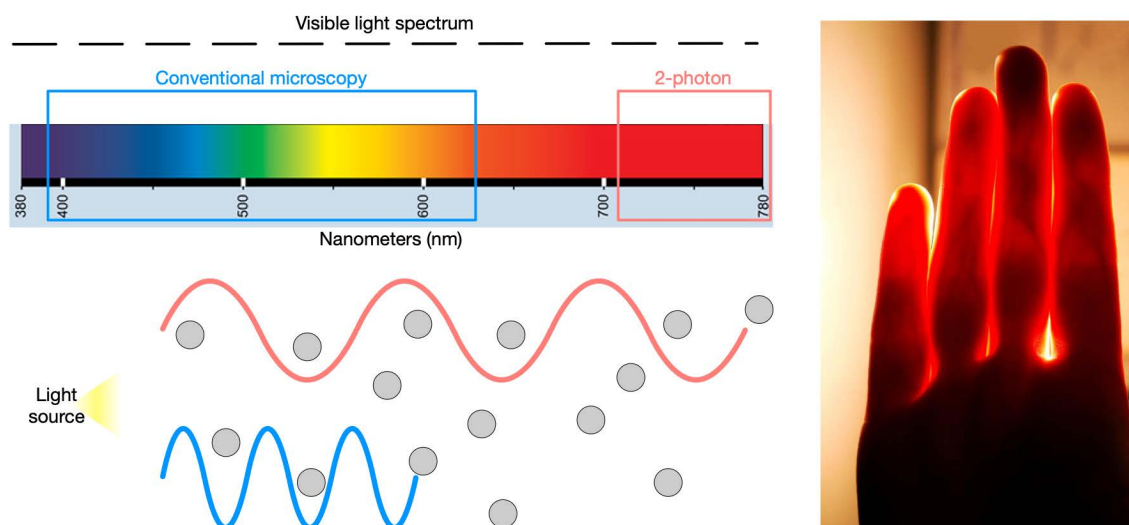 Visible light spectrum
Conventional microscopy
2-photon
380
400
500
600
700
780
Nanometers (nm)
Light
source